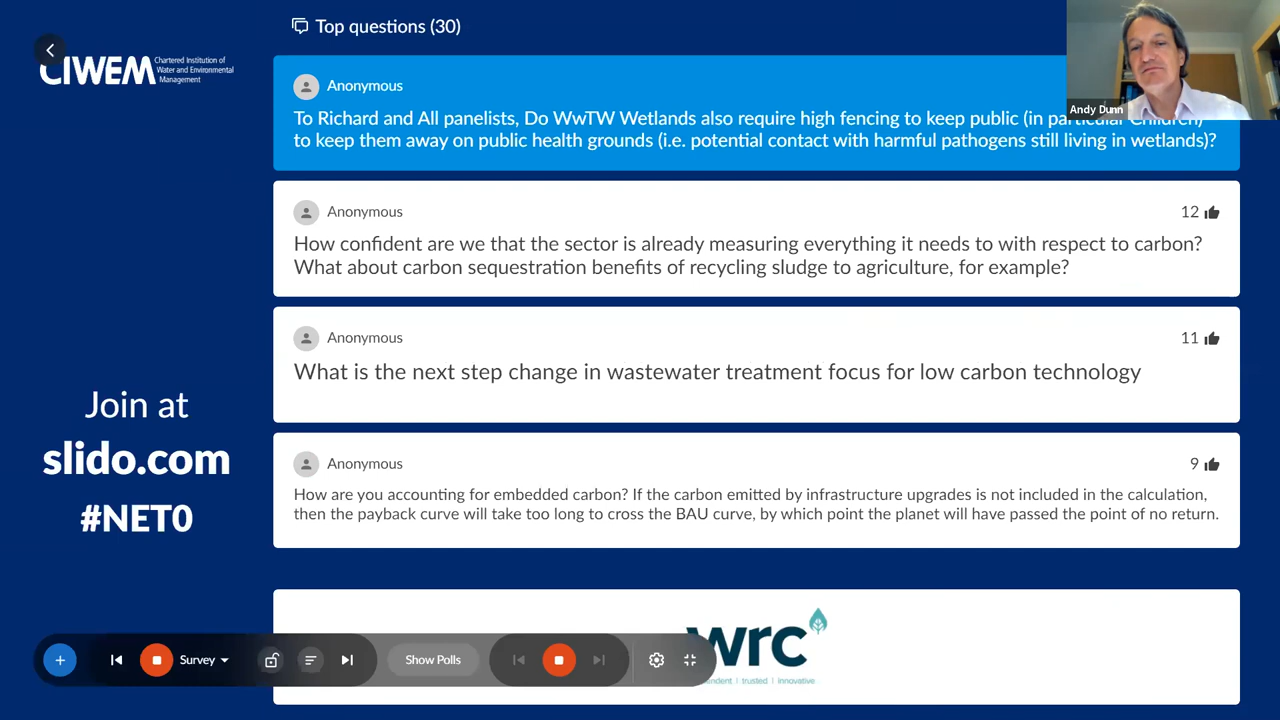 Top questions (30)
CIWEM
Chartered Institution of
Water and Environmental
Management
Anonymous
To Richard and All panelists, Do WwTW Wetlands also require high fencing to keep public (in particular Children)
to keep them away on public health grounds (i.e. potential contact with harmful pathogens still living in wetlands)?
Andy Dunn
Anonymous
12
How confident are we that the sector is already measuring everything it needs to with respect to carbon?
What about carbon sequestration benefits of recycling sludge to agriculture, for example?
Anonymous
11
What is the next step change in wastewater treatment focus for low carbon technology
Anonymous
9
How are you accounting for embedded carbon? If the carbon emitted by infrastructure upgrades is not included in the calculation,
then the payback curve will take too long to cross the BAU curve, by which point the planet will have passed the point of no return.
Join at
slido.com
#NET0
wrc
| trusted | innovative
Survey
Show Polls